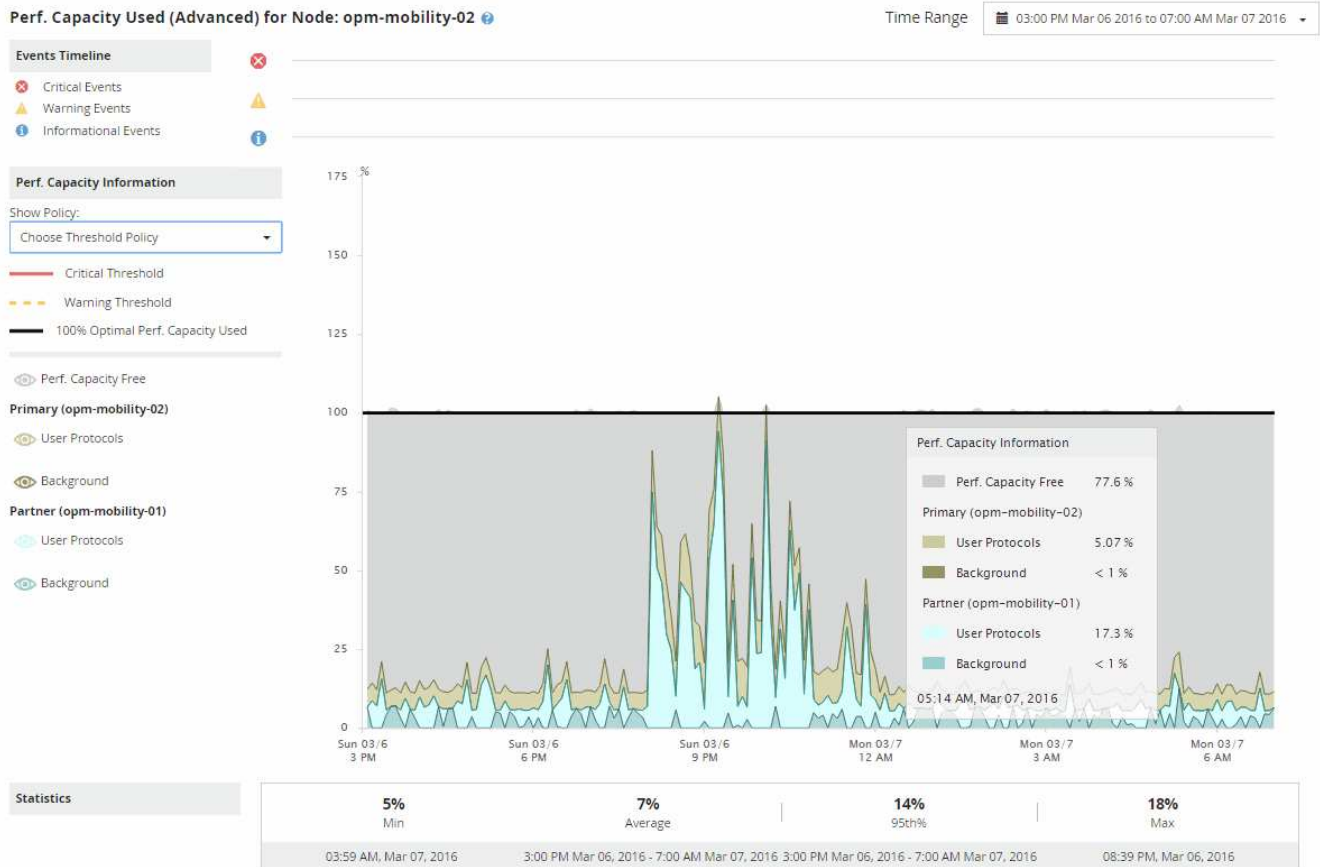 Perf. Capacity Used (Advanced) for Node: opm-mobility-02 ?
Time Range 03:00 PM Mar 06 2016 to 07:00 AM Mar 07 2016
Events Timeline
Critical Events
Warning Events
Informational Events
Perf. Capacity Information
Show Policy:
Choose Threshold Policy
Critical Threshold
Warning Threshold
100% Optimal Perf. Capacity Used
Perf. Capacity Free
Primary (opm-mobility-02)
User Protocols
Background
Partner (opm-mobility-01)
User Protocols
Background
%
175
150
125
100
75
50
25
0
Perf. Capacity Information
Perf. Capacity Free 77.6 %
Primary (opm-mobility-02)
User Protocols 5.07 %
Background < 1 %
Partner (opm-mobility-01)
User Protocols 17.3 %
Background < 1 %
05:14 AM, Mar 07, 2016
Sun 03/6 Sun 03/6 Sun 03/6 Mon 03/7 Mon 03/7 Mon 03/7
3 PM 6 PM 9 PM 12 AM 3 AM 6 AM
Statistics
5% 7% 14% 18%
Min Average 95th% Max
03:59 AM, Mar 07, 2016 3:00 PM Mar 06, 2016 - 7:00 AM Mar 07, 2016 3:00 PM Mar 06, 2016 - 7:00 AM Mar 07, 2016 08:39 PM, Mar 06, 2016